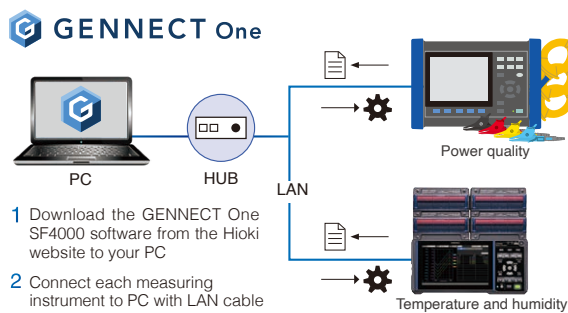 GENNECT One
Power quality
PC
HUB
LAN
1 Download the GENNECT One
SF4000 software from the Hioki
website to your PC
2 Connect each measuring
instrument to PC with LAN cable
Temperature and humidity